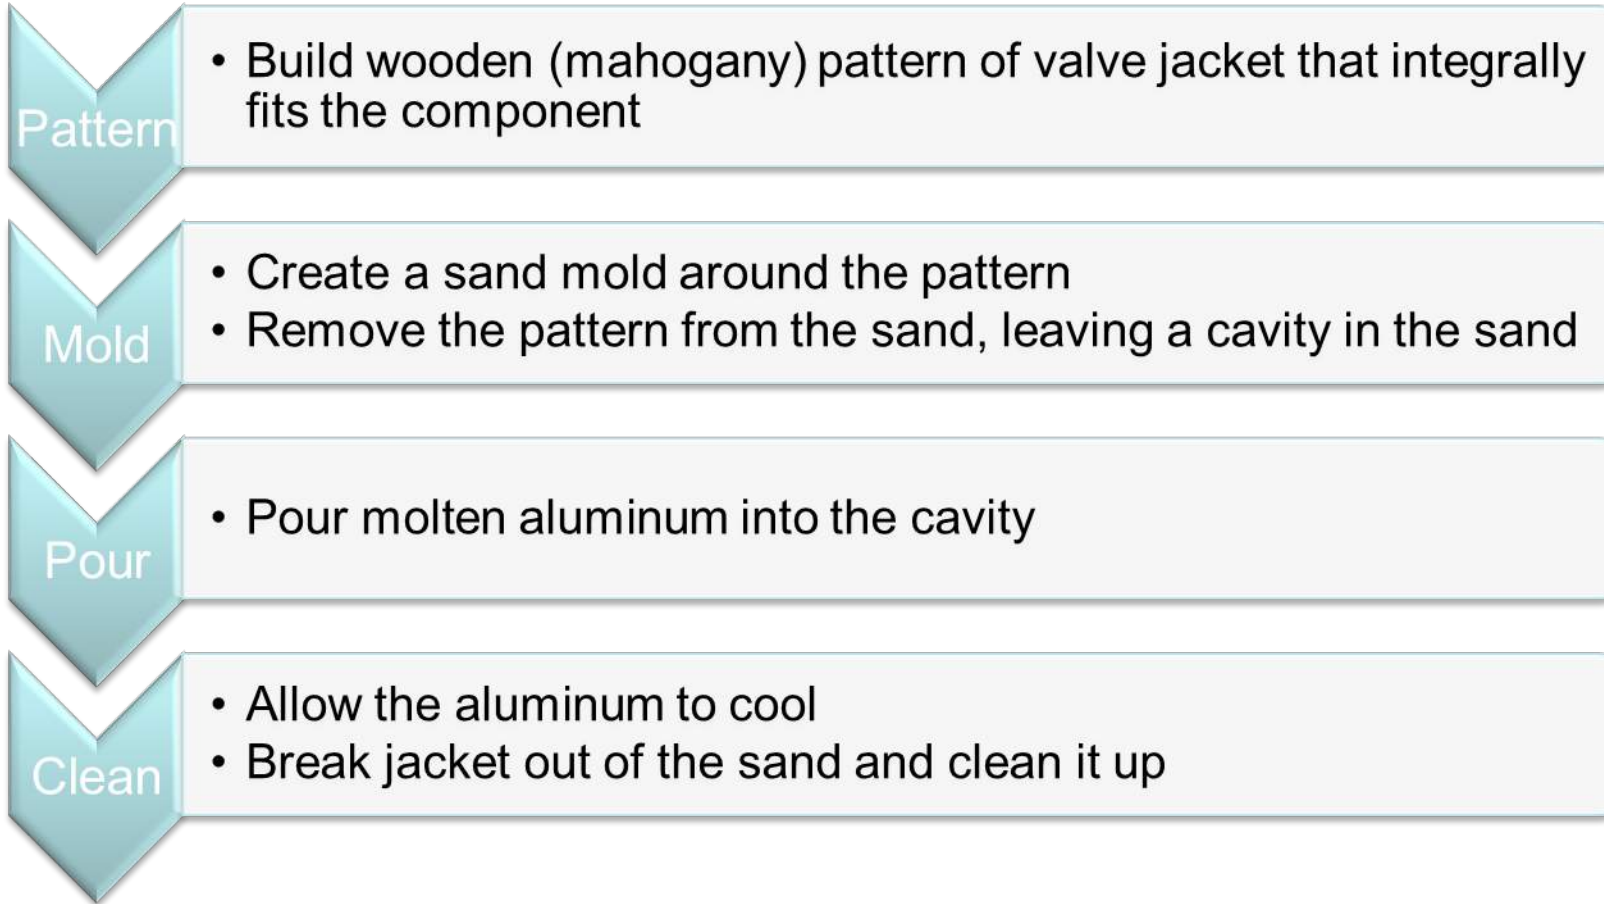 Pattern
• Build wooden (mahogany) pattern of valve jacket that integrally
fits the component
Mold
• Create a sand mold around the pattern
• Remove the pattern from the sand, leaving a cavity in the sand
Pour
• Pour molten aluminum into the cavity
Clean
• Allow the aluminum to cool
• Break jacket out of the sand and clean it up